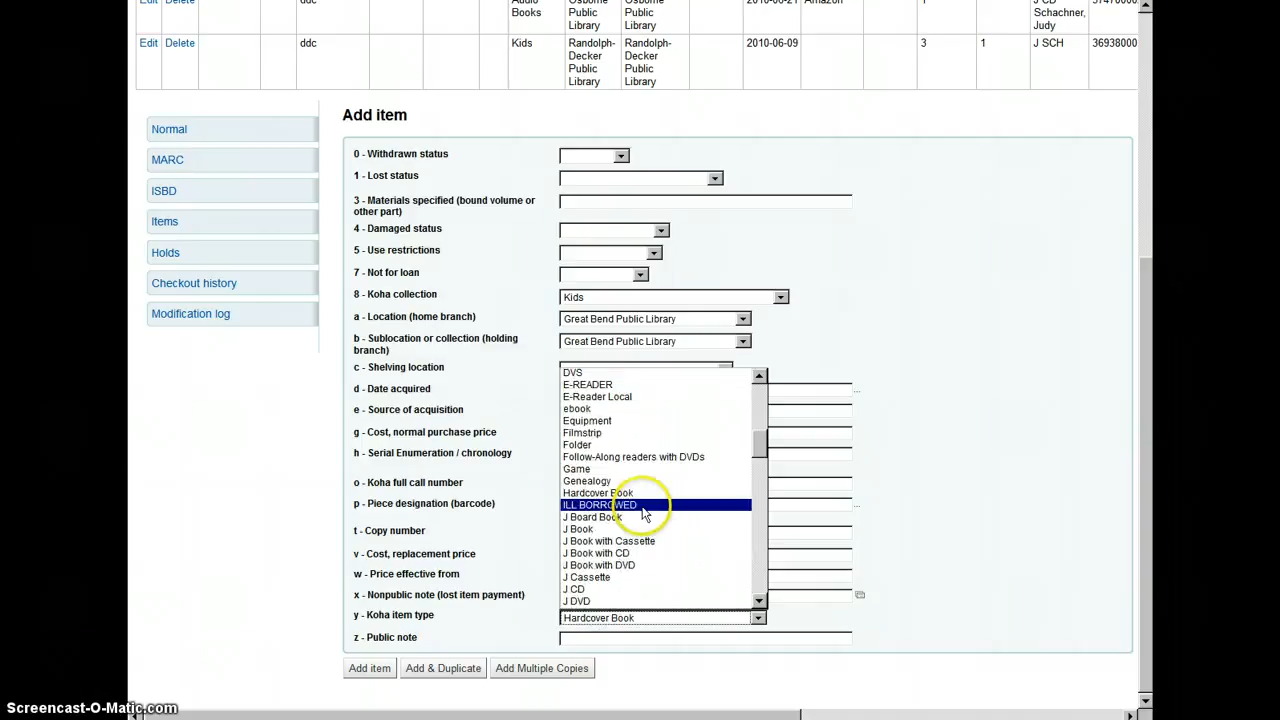 Edit Delete ddc Audio Books Osborne Public Library Osborne Public Library 2010-06-21 Amazon 1 J CD Schachner, Judy
Edit Delete ddc Kids Randolph-Decker Public Library Randolph-Decker Public Library 2010-06-09 3 1 J SCH 36938000
Add item
Normal
MARC
ISBD
Items
Holds
Checkout history
Modification log
0 - Withdrawn status
1 - Lost status
3 - Materials specified (bound volume or
other part)
4 - Damaged status
5 - Use restrictions
7 - Not for loan
8 - Koha collection Kids
a - Location (home branch) Great Bend Public Library
b - Sublocation or collection (holding
branch) Great Bend Public Library
c - Shelving location
d - Date acquired ...
e - Source of acquisition
g - Cost, normal purchase price
h - Serial Enumeration / chronology
o - Koha full call number
p - Piece designation (barcode) ...
t - Copy number
v - Cost, replacement price
w - Price effective from
x - Nonpublic note (lost item payment)
y - Koha item type Hardcover Book
z - Public note
DVS
E-READER
E-Reader Local
ebook
Equipment
Filmstrip
Folder
Follow-Along readers with DVDs
Game
Genealogy
Hardcover Book
ILL BORROWED
J Board Book
J Book
J Book with Cassette
J Book with CD
J Book with DVD
J Cassette
J CD
J DVD
Add item Add & Duplicate Add Multiple Copies
Screencast-O-Matic.com